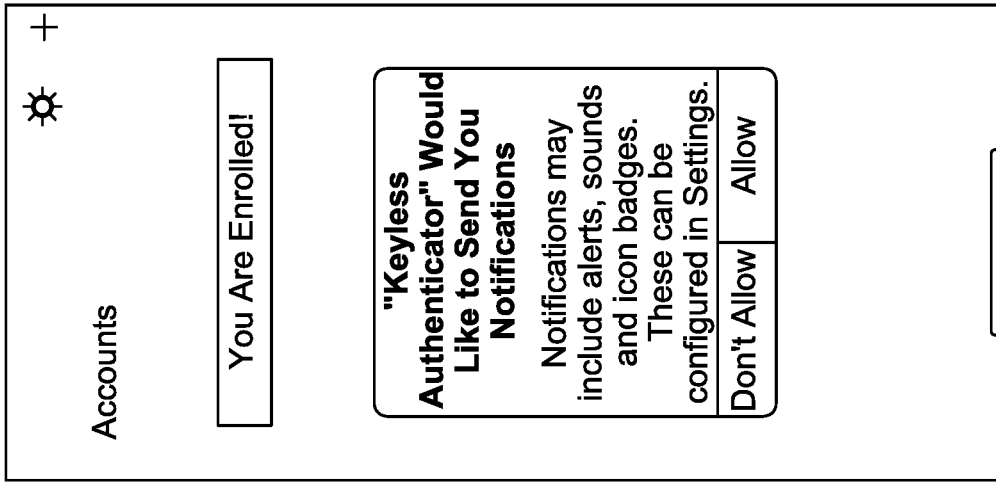 Accounts
You Are Enrolled!
"Keyless
Authenticator" Would
Like to Send You
Notifications
Notifications may
include alerts, sounds
and icon badges.
These can be
configured in Settings.
Don't Allow
Allow